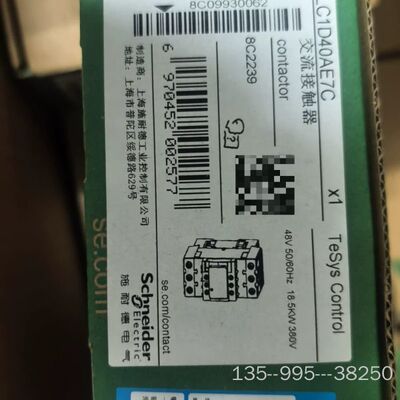 8C09930062
LC1D40AE7C
交流接触器
contactor
8C2239
x1
TeSys Control
48V 50/60Hz 18.5KW 380V
6 970452 002577
制造商：上海施耐德工业控制有限公司
地址：上海市普陀区绥德路629号
se.com/contact
Schneider
Electric
施耐德电气
se.com
135--995---38250